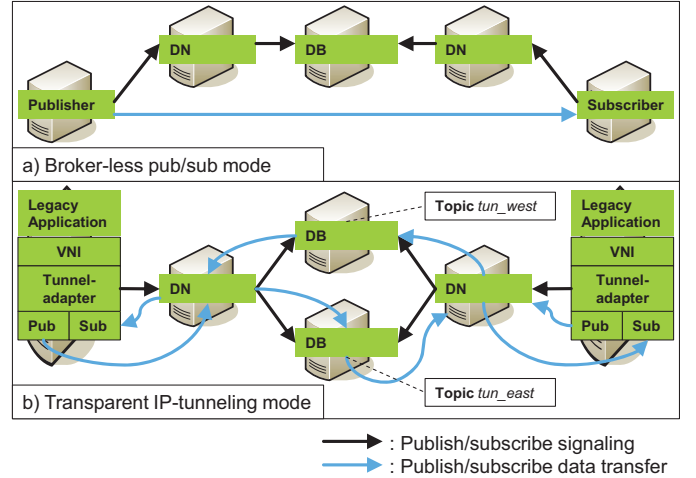 DN
DB
DN
Publisher
Subscriber
a) Broker-less pub/sub mode
Legacy
Application
VNI
Tunnel-
adapter
Pub Sub
DB
Topic tun_west
DN
DN
DB
Topic tun_east
Legacy
Application
VNI
Tunnel-
adapter
Pub Sub
b) Transparent IP-tunneling mode
: Publish/subscribe signaling
: Publish/subscribe data transfer